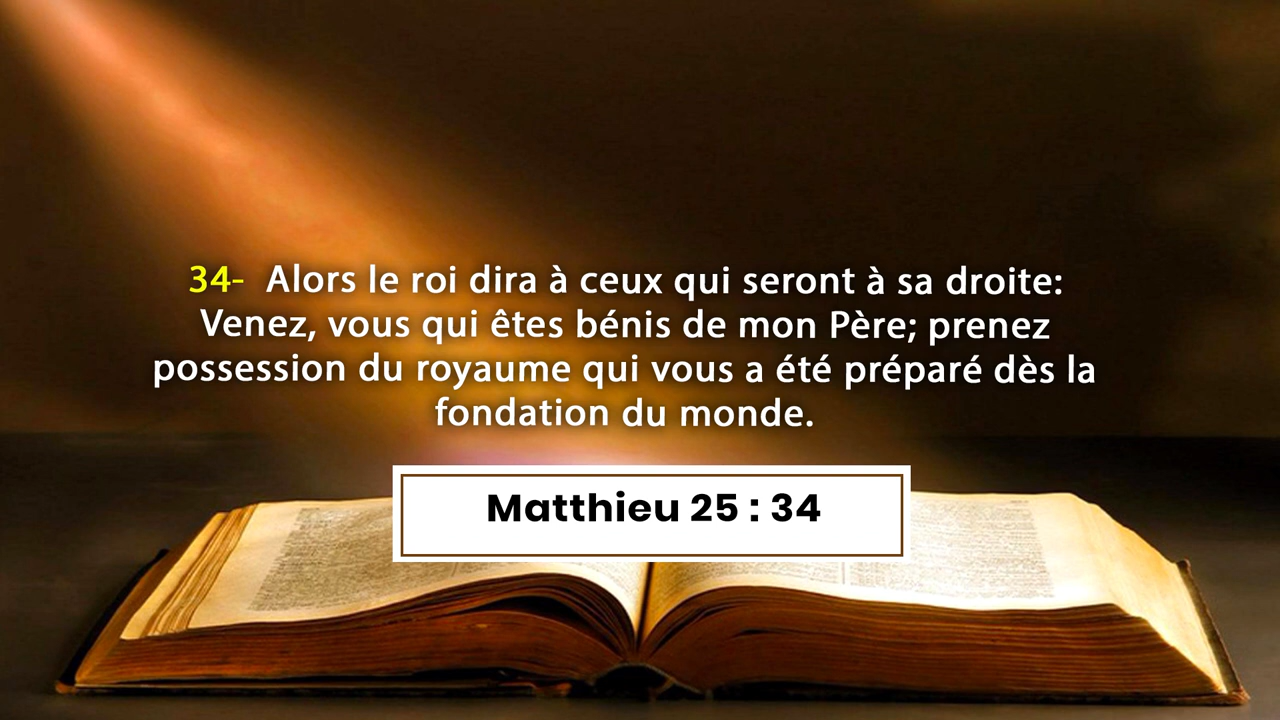 34- Alors le roi dira à ceux qui seront à sa droite:
Venez, vous qui êtes bénis de mon Père; prenez
possession du royaume qui vous a été préparé dès la
fondation du monde.
Matthieu 25 : 34